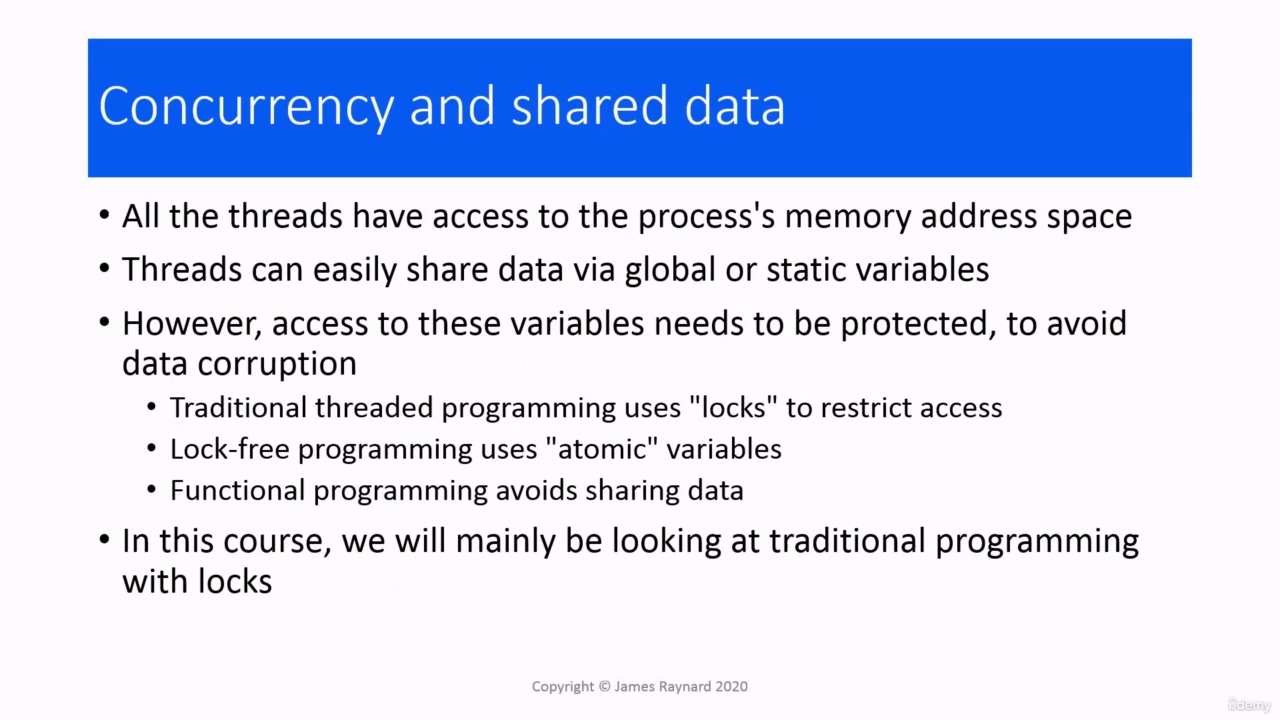 Concurrency and shared data
• All the threads have access to the process's memory address space
• Threads can easily share data via global or static variables
• However, access to these variables needs to be protected, to avoid
data corruption
• Traditional threaded programming uses "locks" to restrict access
• Lock-free programming uses "atomic" variables
• Functional programming avoids sharing data
• In this course, we will mainly be looking at traditional programming
with locks
Copyright © James Raynard 2020
ûdemy